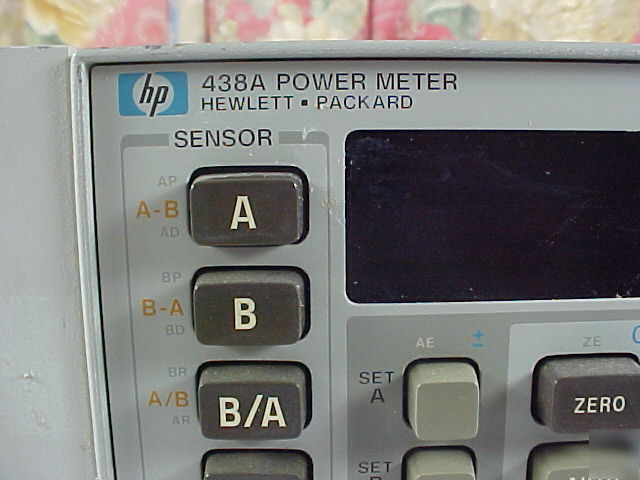 hp 438A POWER METER
HEWLETT ▪ PACKARD
SENSOR
AP
A-B
AD
A
BP
B-A
BD
B
BR
A/B
AR
B/A
AE ±
SET
A
ZE
ZERO
SET